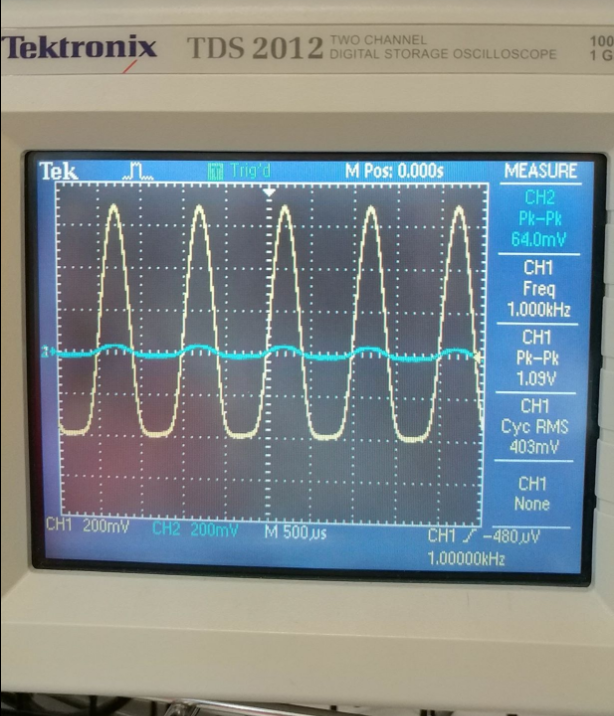 Tektronix TDS 2012 TWO CHANNEL
DIGITAL STORAGE OSCILLOSCOPE
100
1 G
Tek Trig'd M Pos: 0.000s MEASURE
CH2
Pk-Pk
64.0mV
CH1
Freq
1.000kHz
CH1
Pk-Pk
1.09V
CH1
Cyc RMS
403mV
CH1
None
CH1 200mV CH2 200mV M 500µs CH1 -480µV
1.00000kHz